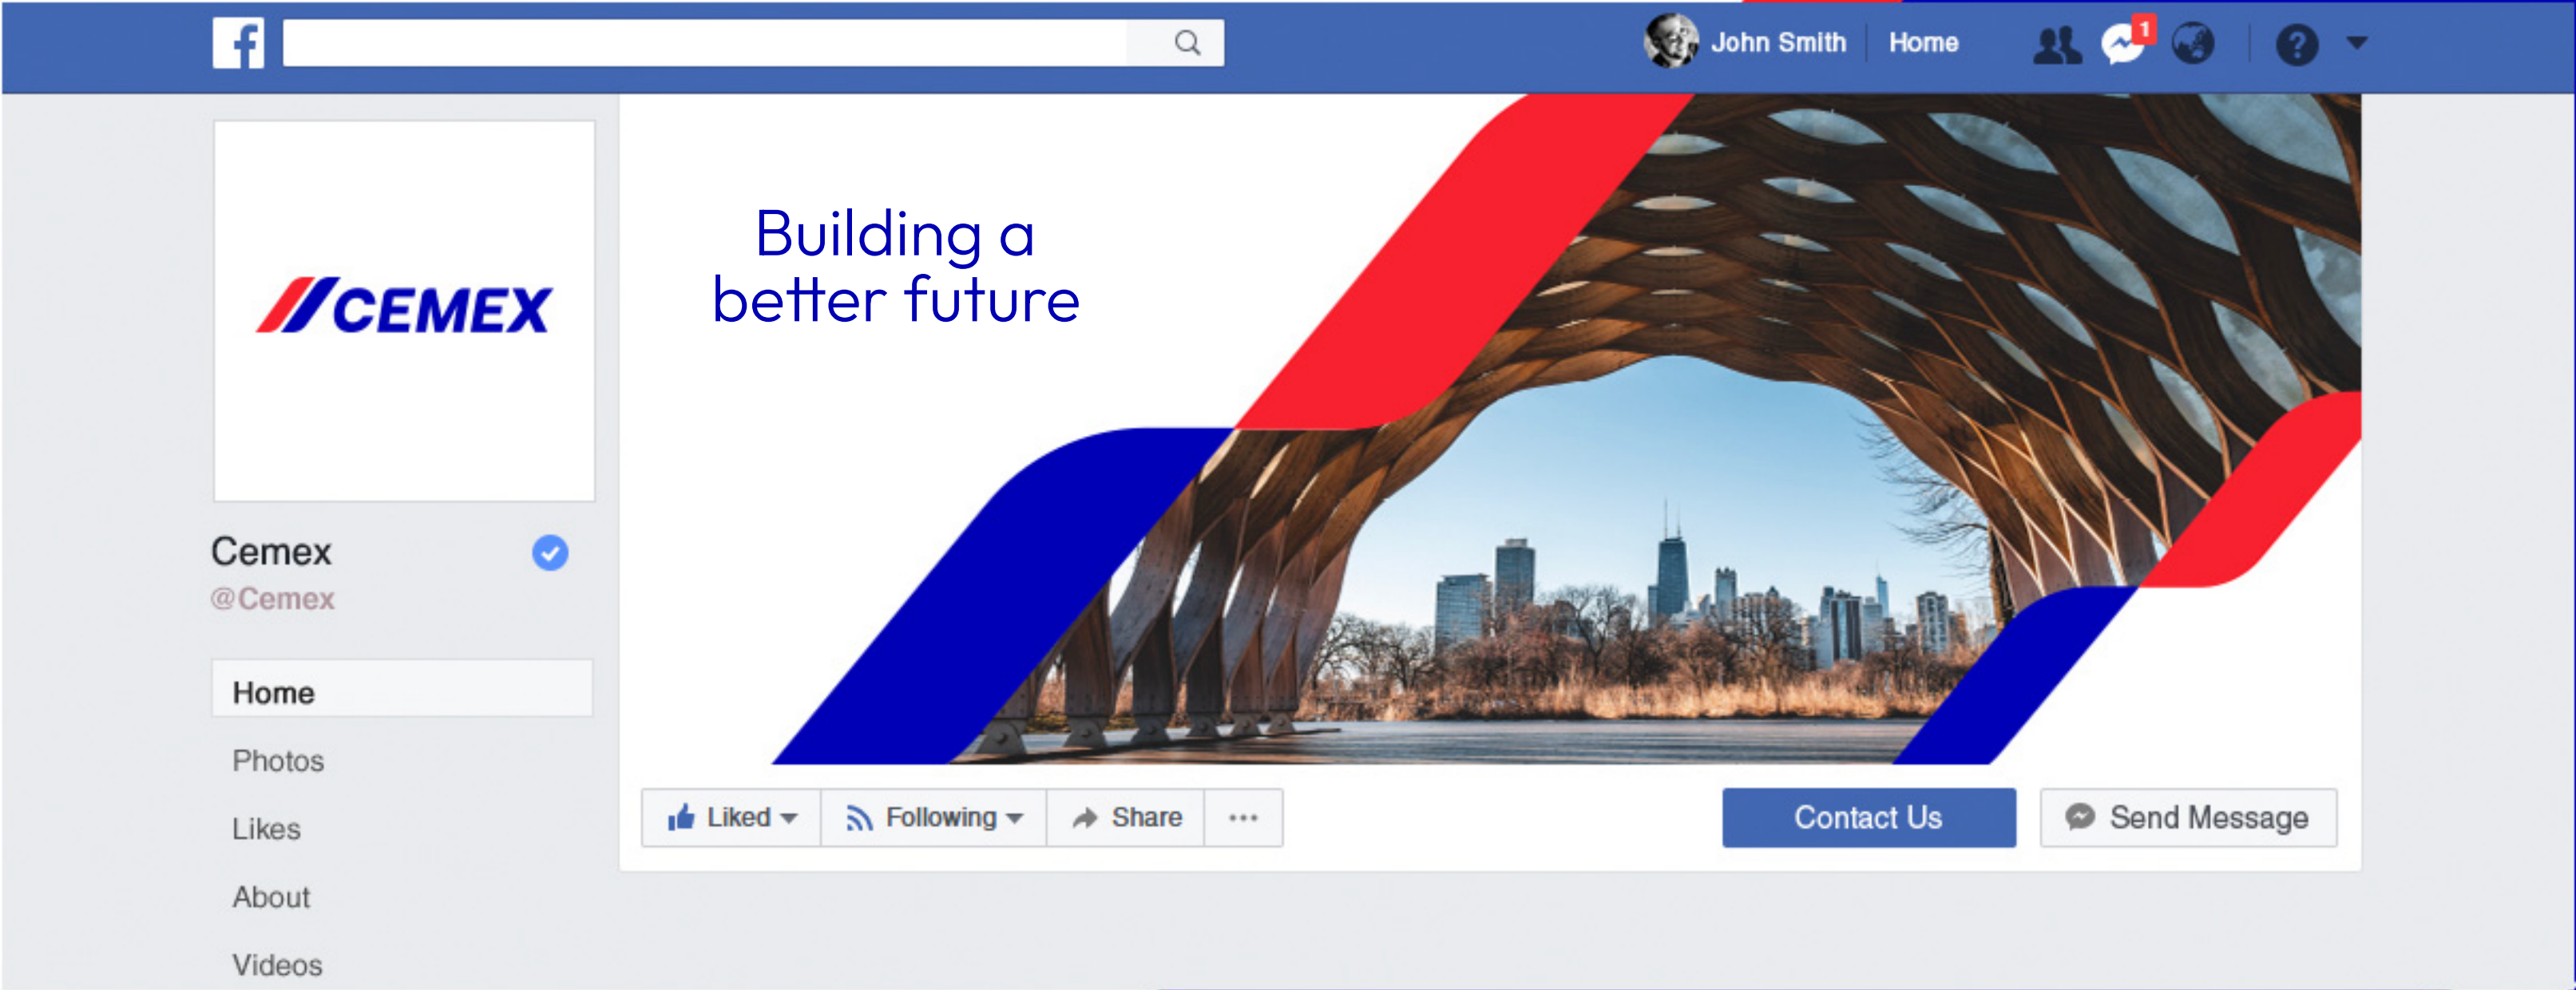 John Smith
Home
1
?
CEMEX
Building a
better future
Cemex
@Cemex
Home
Photos
Likes
About
Videos
Liked
Following
Share
...
Contact Us
Send Message